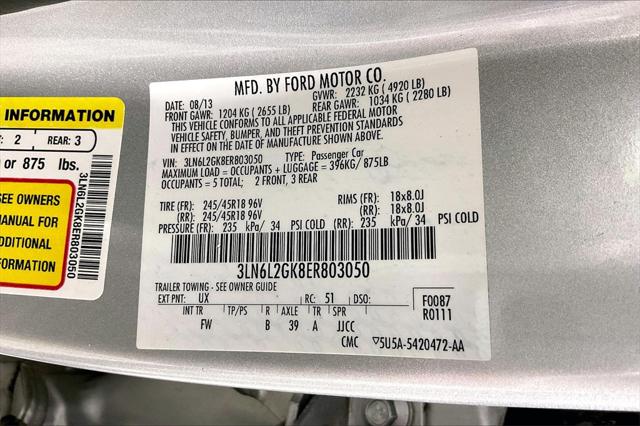 MFD. BY FORD MOTOR CO.
DATE: 08/13
GVWR: 2232 KG ( 4920 LB)
FRONT GAWR: 1204 KG ( 2655 LB)
REAR GAWR: 1034 KG ( 2280 LB)
THIS VEHICLE CONFORMS TO ALL APPLICABLE FEDERAL MOTOR
VEHICLE SAFETY, BUMPER, AND THEFT PREVENTION STANDARDS
IN EFFECT ON THE DATE OF MANUFACTURE SHOWN ABOVE.
VIN: 3LN6L2GK8ER803050 TYPE: Passenger Car
MAXIMUM LOAD = OCCUPANTS + LUGGAGE = 396KG/ 875LB
OCCUPANTS = 5 TOTAL; 2 FRONT, 3 REAR
TIRE (FR): 245/45R18 96V RIMS (FR): 18x8.0J
(RR): 245/45R18 96V (RR): 18x8.0J
PRESSURE (FR): 235 kPa/ 34 PSI COLD (RR): 235 kPa/ 34 PSI COLD
3LN6L2GK8ER803050
TRAILER TOWING - SEE OWNER GUIDE
EXT PNT: UX RC: 51 DSO: F0087
INT TR TP/PS R AXLE TR SPR R0111
FW B 39 A JJCC
CMC ▽5U5A-5420472-AA
INFORMATION
: 2 REAR: 3
or 875 lbs.
SEE OWNERS
MANUAL FOR
ADDITIONAL
INFORMATION
3LN6L2GK8ER803050